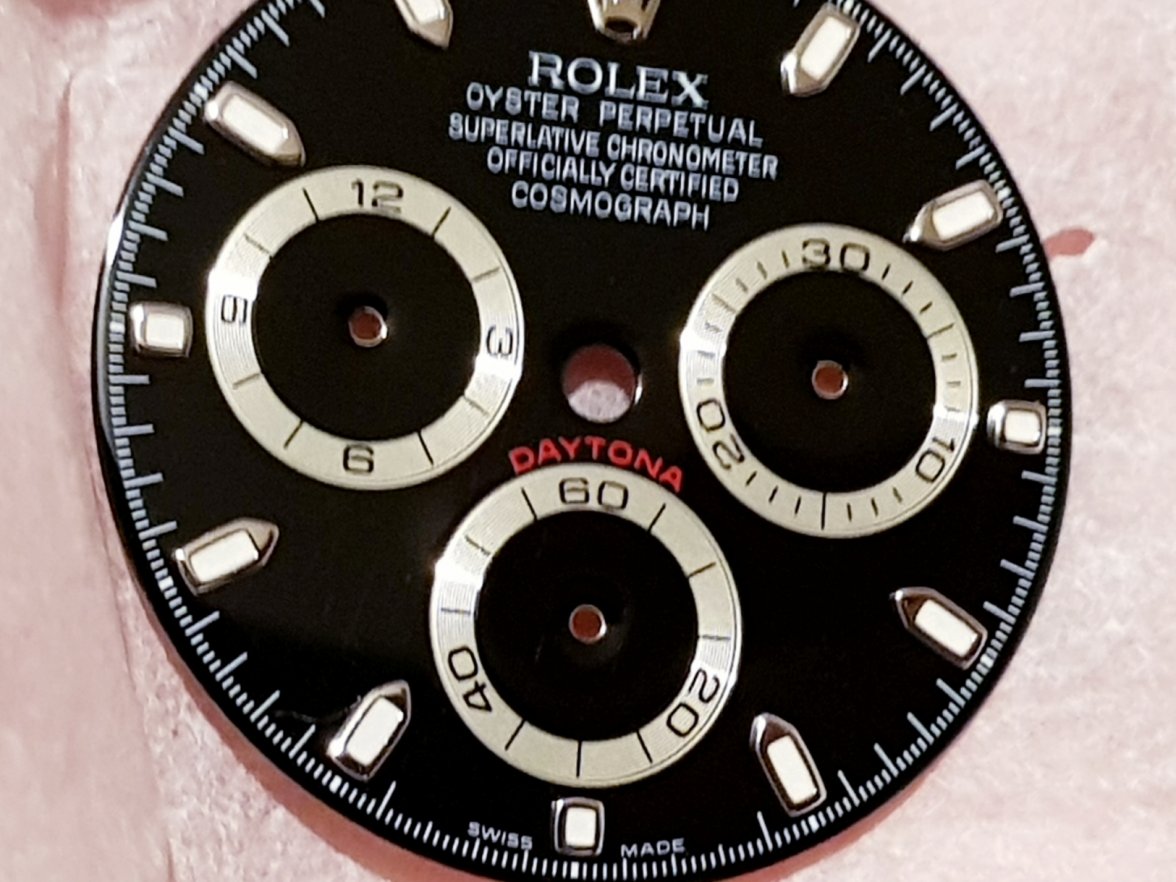 ROLEX
OYSTER PERPETUAL
SUPERLATIVE CHRONOMETER
OFFICIALLY CERTIFIED
COSMOGRAPH
12
9
3
6
30
20
10
DAYTONA
60
40
20
SWISS MADE